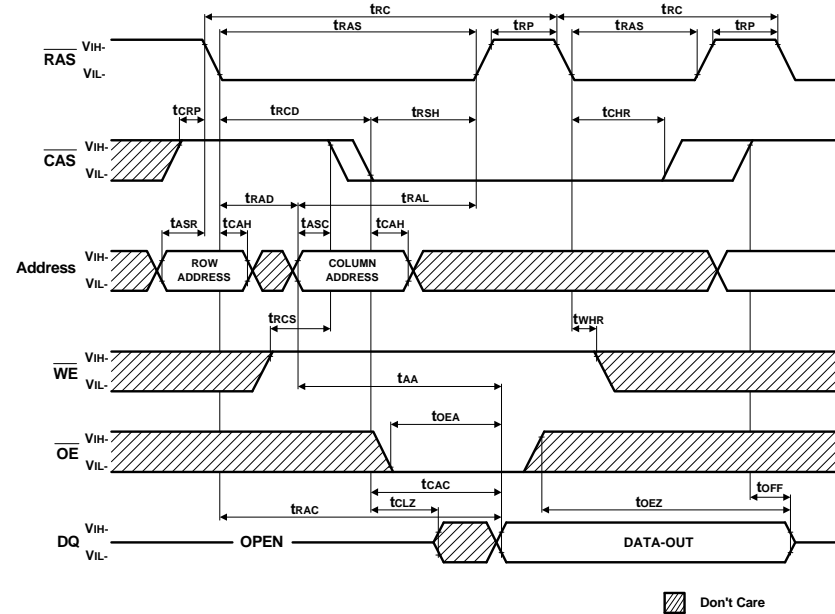 tRC tRC
tRAS tRP tRAS tRP
RAS VIH-
VIL-
tCRP tRCD tRSH tCHR
CAS VIH-
VIL-
tRAD tRAL
tASR tCAH tASC tCAH
Address VIH-
VIL-
ROW ADDRESS
COLUMN ADDRESS
tRCS tWHR
WE VIH-
VIL-
tAA
tOEA
OE VIH-
VIL-
tCAC tOFF
tRAC tCLZ tOEZ
DQ VIH-
VIL-
OPEN DATA-OUT
Don't Care